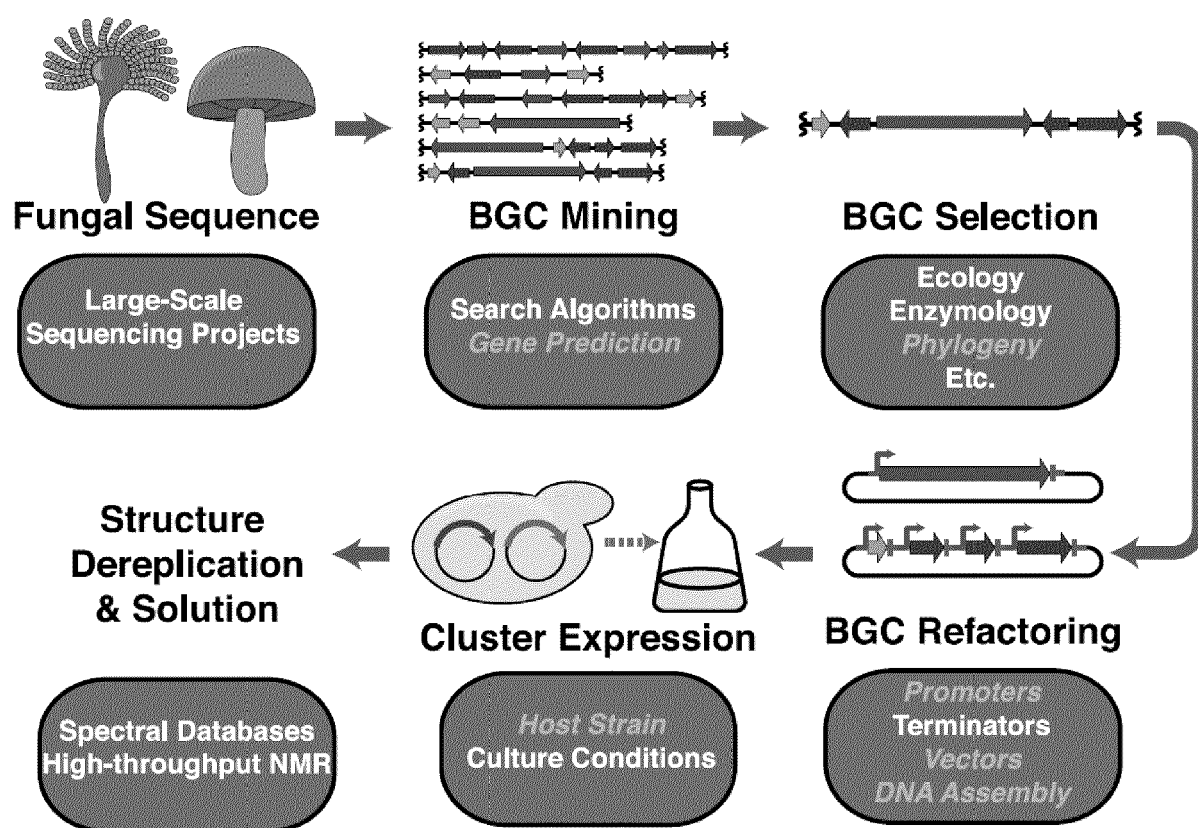 Fungal Sequence
Large-Scale
Sequencing Projects
BGC Mining
Search Algorithms
Gene Prediction
BGC Selection
Ecology
Enzymology
Phylogeny
Etc.
BGC Refactoring
Promoters
Terminators
Vectors
DNA Assembly
Cluster Expression
Host Strain
Culture Conditions
Structure
Dereplication
& Solution
Spectral Databases
High-throughput NMR